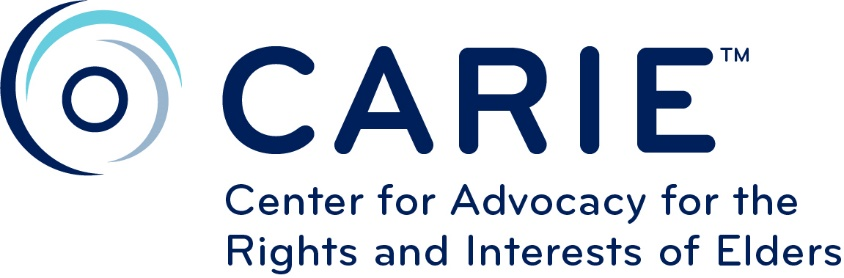 CARIE™
Center for Advocacy for the
Rights and Interests of Elders